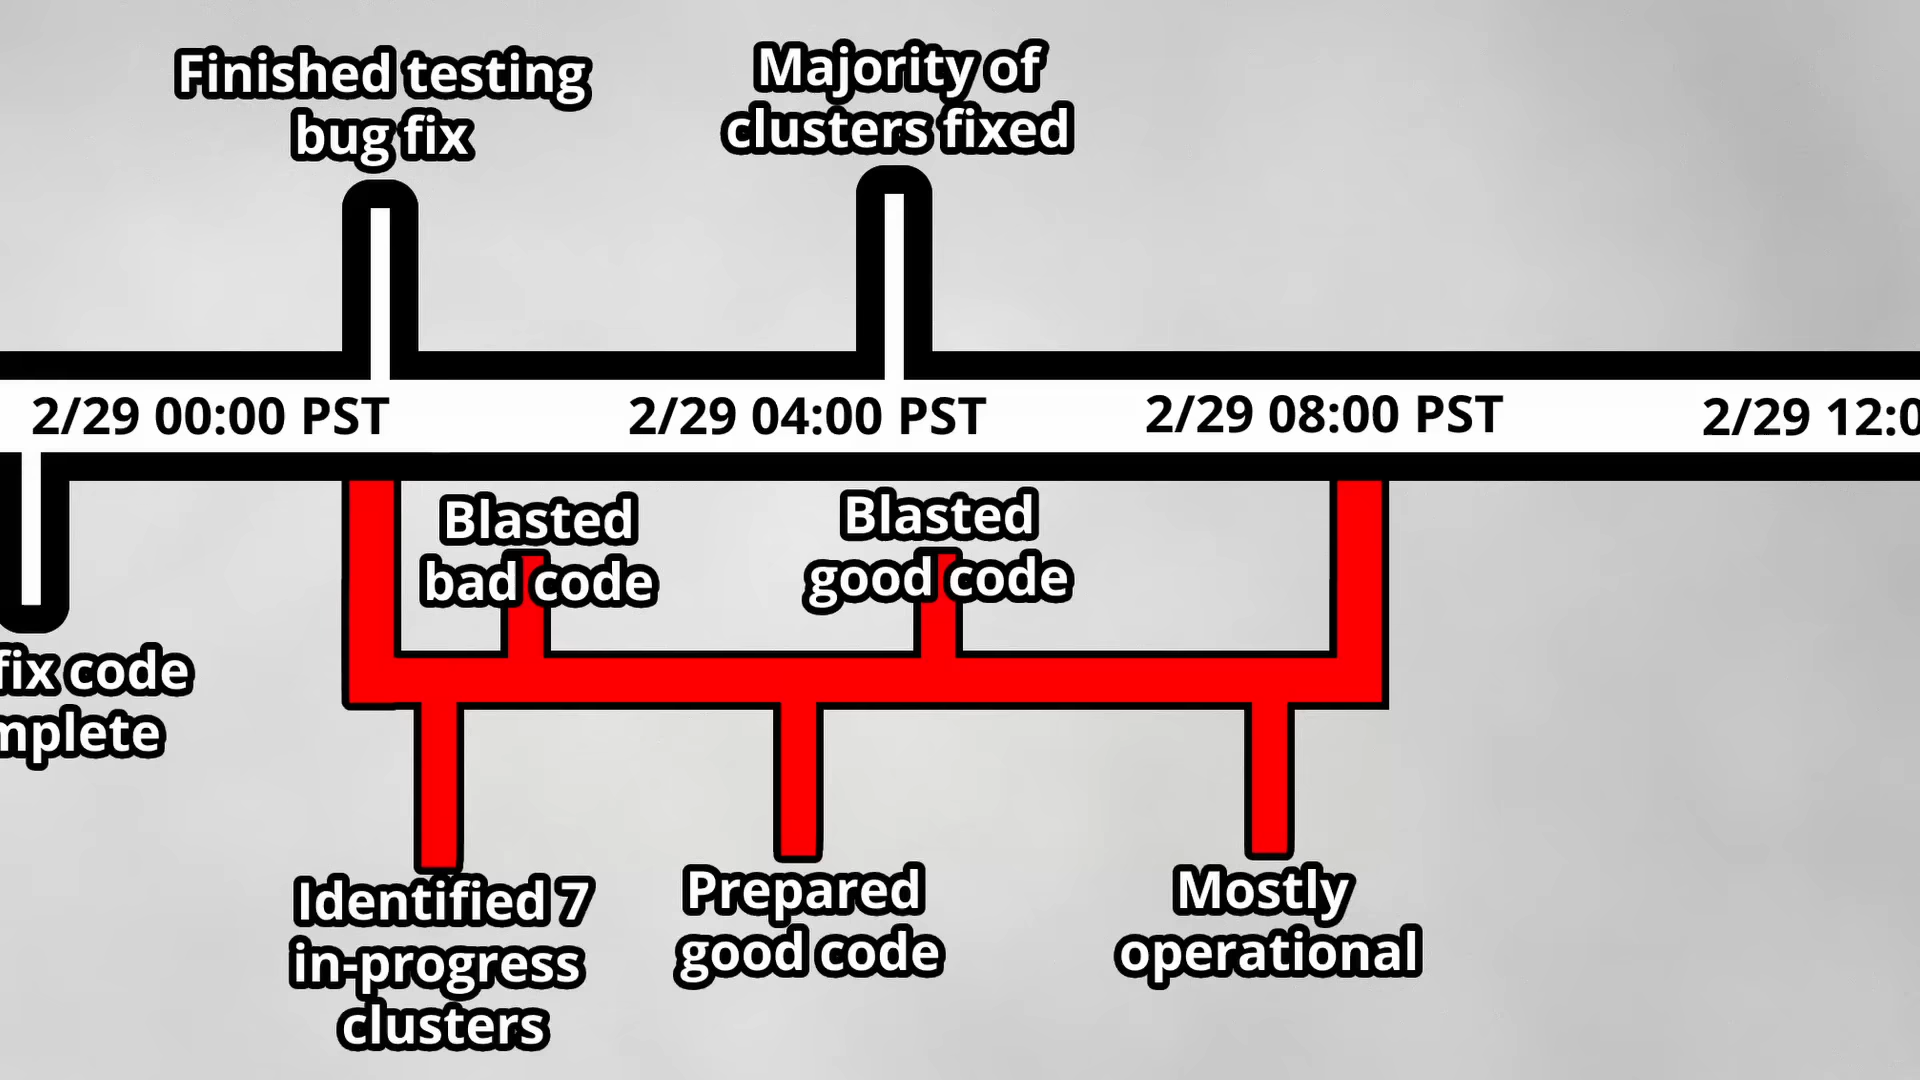 Finished testing
bug fix
Majority of
clusters fixed
2/29 00:00 PST
2/29 04:00 PST
2/29 08:00 PST
2/29 12:0
Blasted
bad code
Blasted
good code
fix code
mplete
Identified 7
in-progress
clusters
Prepared
good code
Mostly
operational